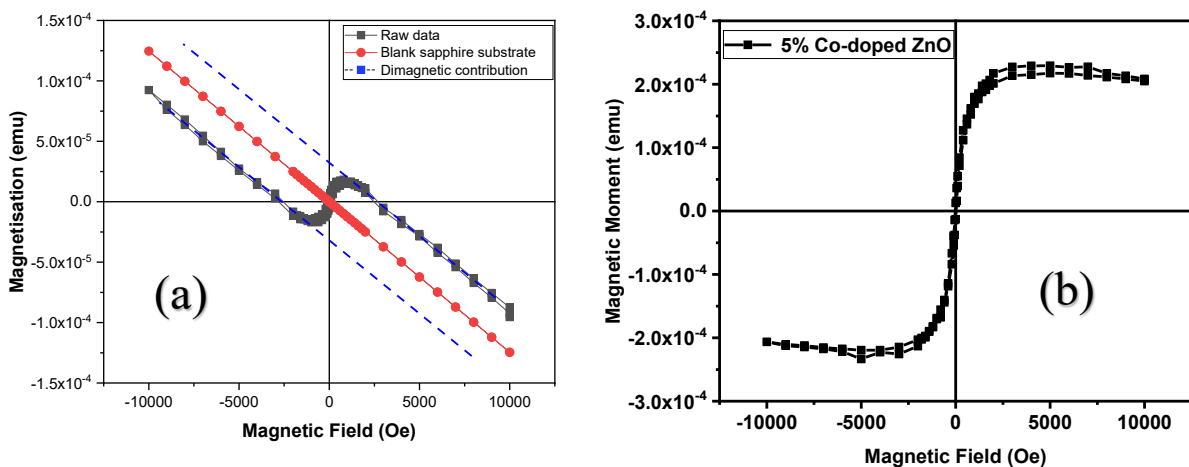 Raw data
Blank sapphire substrate
Dimagnetic contribution
1.5x10⁻⁴
1.0x10⁻⁴
5.0x10⁻⁵
0.0
-5.0x10⁻⁵
-1.0x10⁻⁴
-1.5x10⁻⁴
Magnetisation (emu)
(a)
-10000 -5000 0 5000 10000
Magnetic Field (Oe)
5% Co-doped ZnO
3.0x10⁻⁴
2.0x10⁻⁴
1.0x10⁻⁴
0.0
-1.0x10⁻⁴
-2.0x10⁻⁴
-3.0x10⁻⁴
Magnetic Moment (emu)
(b)
-10000 -5000 0 5000 10000
Magnetic Field (Oe)